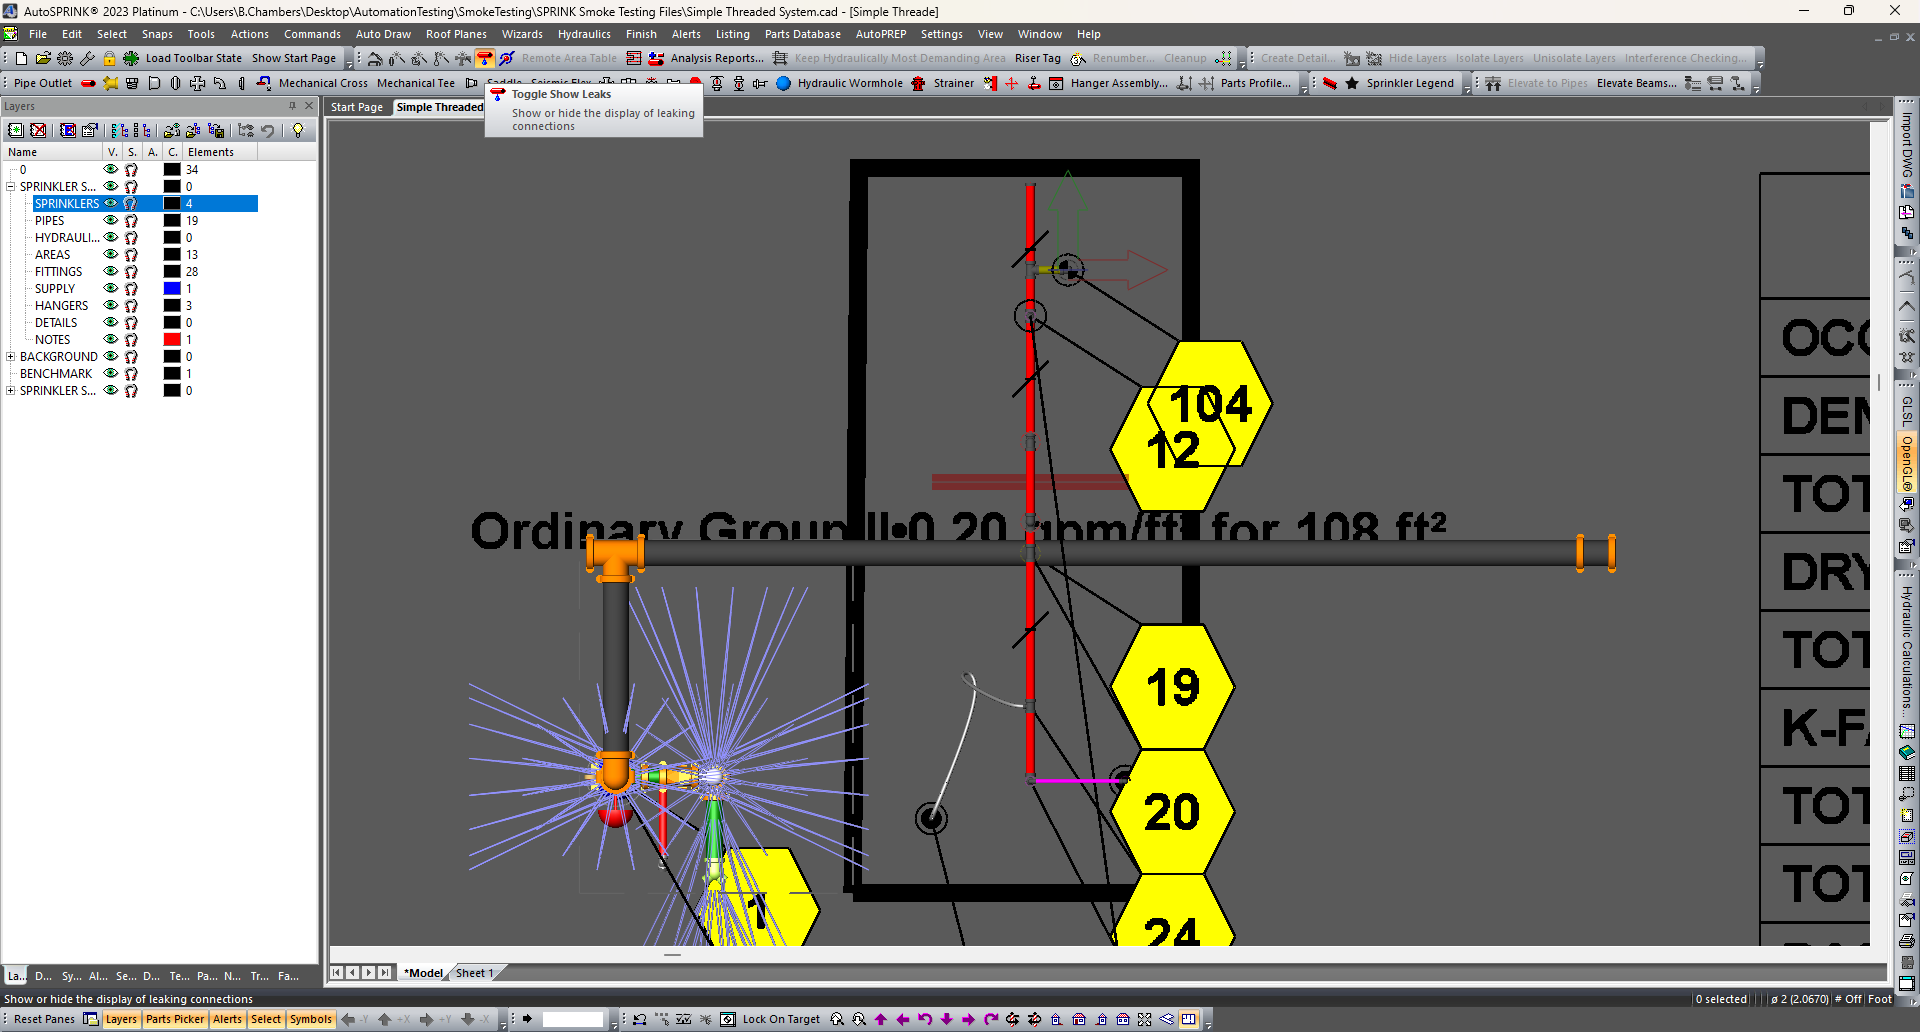 AutoSPRINK® 2023 Platinum - C:\Users\B.Chambers\Desktop\AutomationTesting\SmokeTesting\SPRINK Smoke Testing Files\Simple Threaded System.cad - [Simple Threade]
File Edit Select Snaps Tools Actions Commands Auto Draw Roof Planes Wizards Hydraulics Finish Alerts Listing Parts Database AutoPREP Settings View Window Help
Load Toolbar State Show Start Page Remote Area Table Analysis Reports... Keep Hydraulically Most Demanding Area Riser Tag Renumber... Cleanup Create Detail... Hide Layers Isolate Layers Unisolate Layers Interference Checking...
Pipe Outlet Mechanical Cross Mechanical Tee Saddle Seismic Flex Hydraulic Wormhole Strainer Hanger Assembly... Parts Profile... Sprinkler Legend Elevate to Pipes Elevate Beams...
Layers
Start Page Simple Threaded
Toggle Show Leaks
Show or hide the display of leaking
connections
Name V. S. A. C. Elements
0 34
SPRINKLER S... 0
SPRINKLERS 4
PIPES 19
HYDRAULI... 0
AREAS 13
FITTINGS 28
SUPPLY 1
HANGERS 3
DETAILS 0
NOTES 1
BACKGROUND 0
BENCHMARK 1
SPRINKLER S... 0
104
12
Ordinary Group II•0.20 gpm/ft² for 108 ft²
19
20
24
1
OCC
DEN
TOT
DRY
TOT
K-FA
TOT
TOT
Import DWG
GLSL
OpenGL®
Hydraulic Calculations...
La... D... Sy... Al... Se... D... Te... Pa... N... Tr... Fa...
*Model Sheet 1
Show or hide the display of leaking connections
0 selected ø 2 (2.0670) # Off Foot
Reset Panes Layers Parts Picker Alerts Select Symbols -Y +X +Y -X Lock On Target